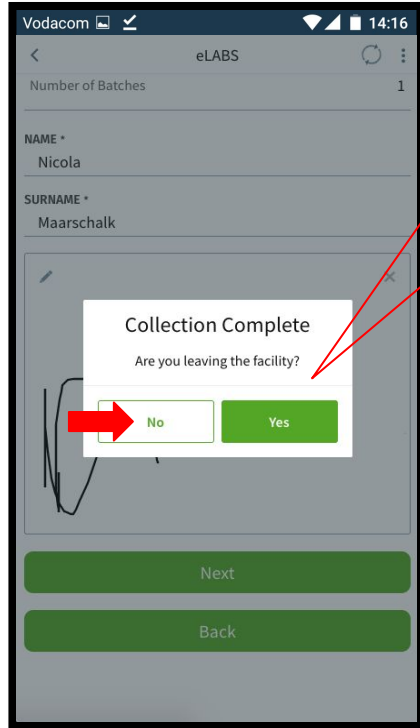 Vodacom 14:16
eLABS
Number of Batches 1
NAME *
Nicola
SURNAME *
Maarschalk
Collection Complete
Are you leaving the facility?
No Yes
Next
Back